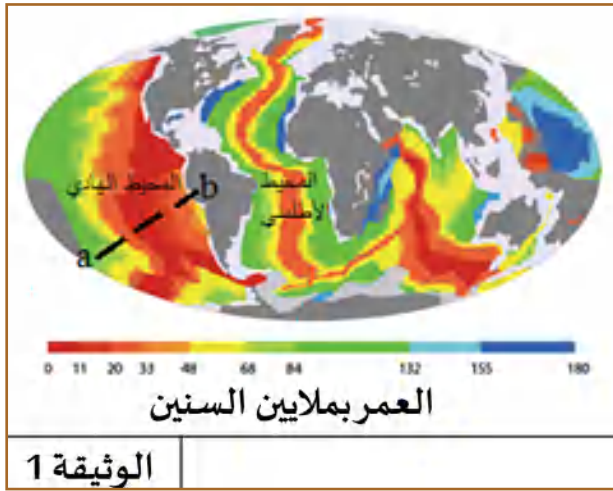 المحيط الهادي
b
المحيط
الأطلسي
a
0 11 20 33 48 68 84 132 155 180
العمر بملايين السنين
الوثيقة 1